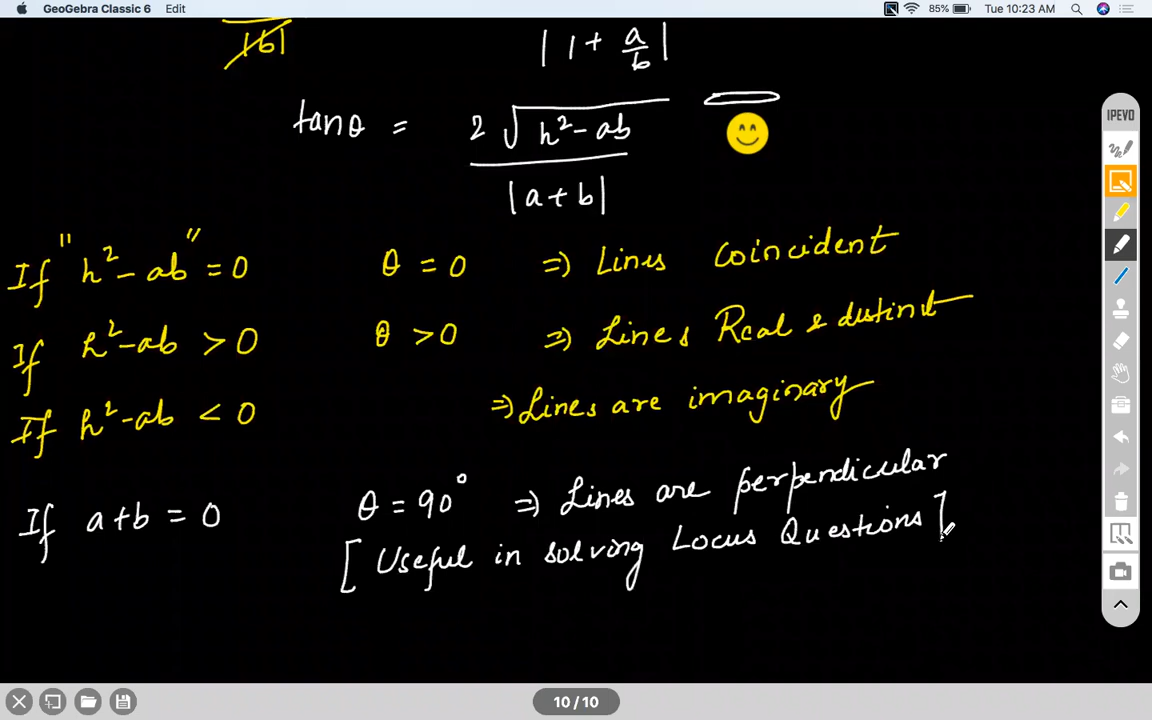 GeoGebra Classic 6 Edit 85% Tue 10:23 AM
|b|
|1 + a/b|
tanθ = 2√(h²-ab) / |a+b|
IPEVO
If "h²-ab" = 0 θ = 0 ⇒ Lines coincident
If h²-ab > 0 θ > 0 ⇒ Lines Real & distinct
If h²-ab < 0 ⇒ Lines are imaginary
If a+b = 0 θ = 90° ⇒ Lines are perpendicular
[Useful in solving Locus Questions]
10/10